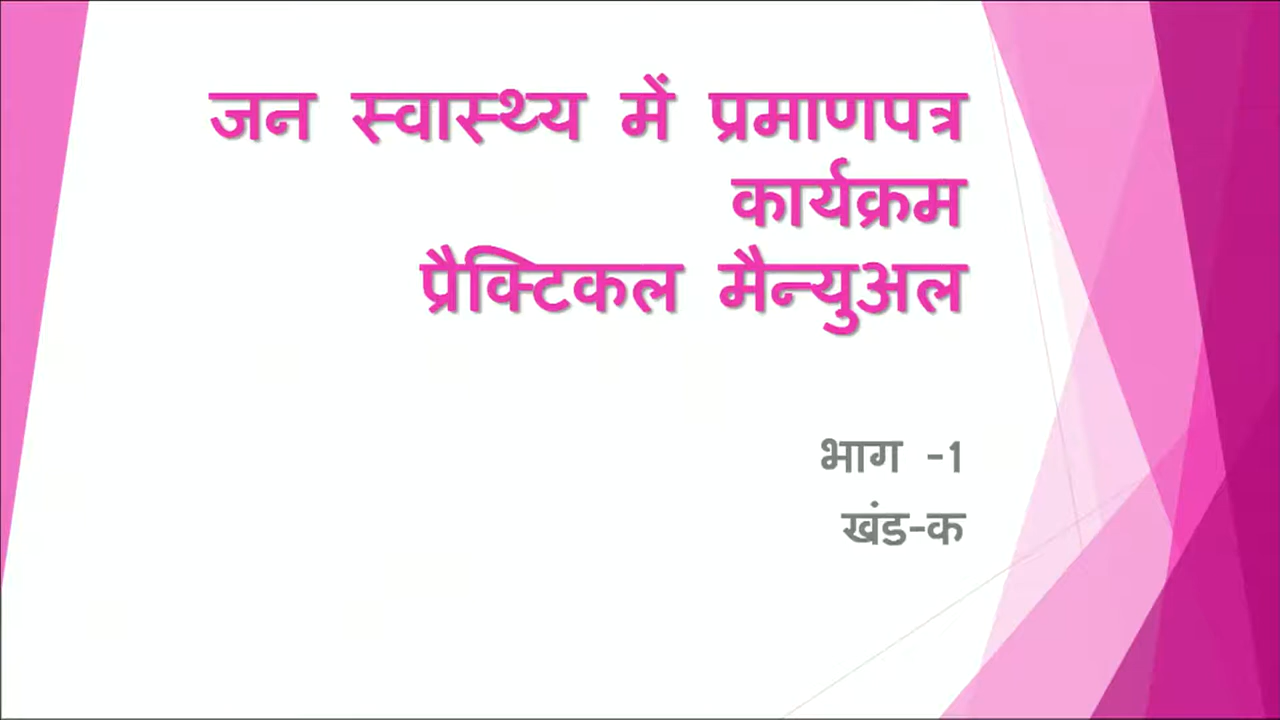 जन स्वास्थ्य में प्रमाणपत्र
कार्यक्रम
प्रैक्टिकल मैन्युअल
भाग -1
खंड-क